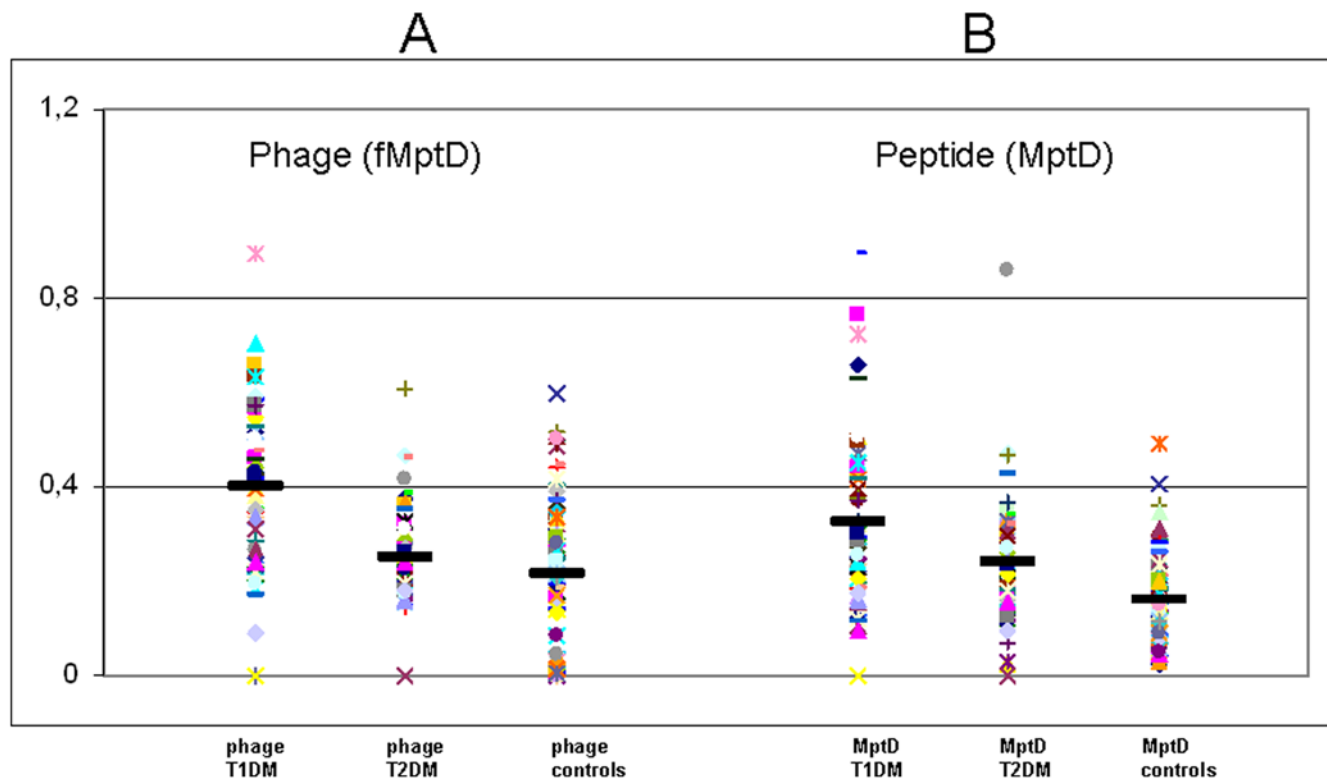 A B
1,2
Phage (fMptD) Peptide (MptD)
0,8
0,4
0
phage phage phage MptD MptD MptD
T1DM T2DM controls T1DM T2DM controls